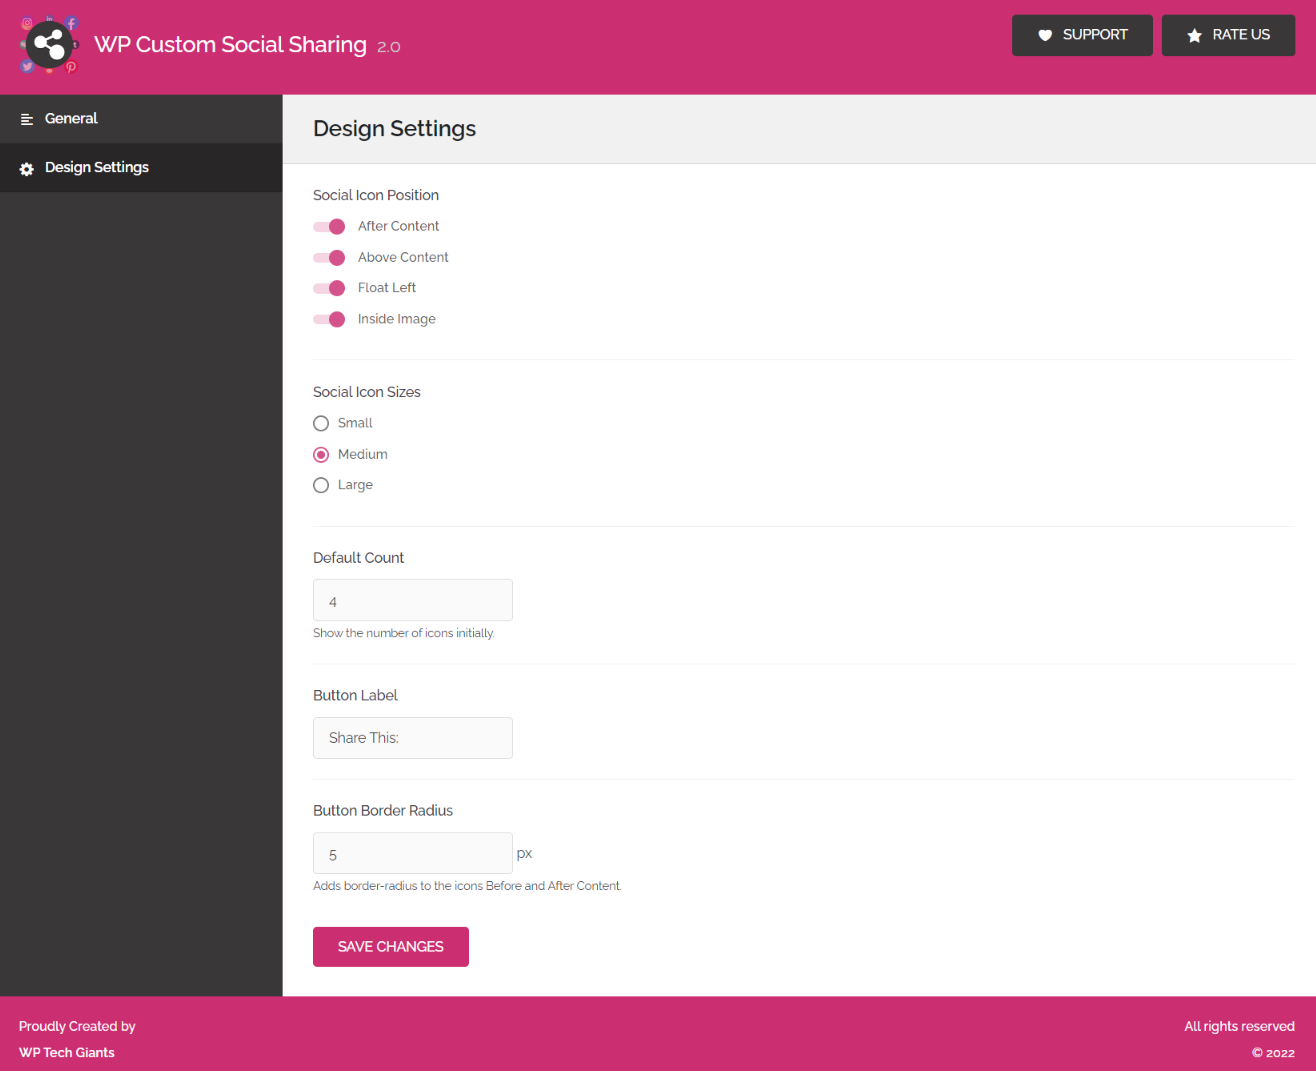 WP Custom Social Sharing 2.0
SUPPORT
RATE US
General
Design Settings
Design Settings
Social Icon Position
After Content
Above Content
Float Left
Inside Image
Social Icon Sizes
Small
Medium
Large
Default Count
4
Show the number of icons initially.
Button Label
Share This:
Button Border Radius
5 px
Adds border-radius to the icons Before and After Content.
SAVE CHANGES
Proudly Created by
WP Tech Giants
All rights reserved
© 2022